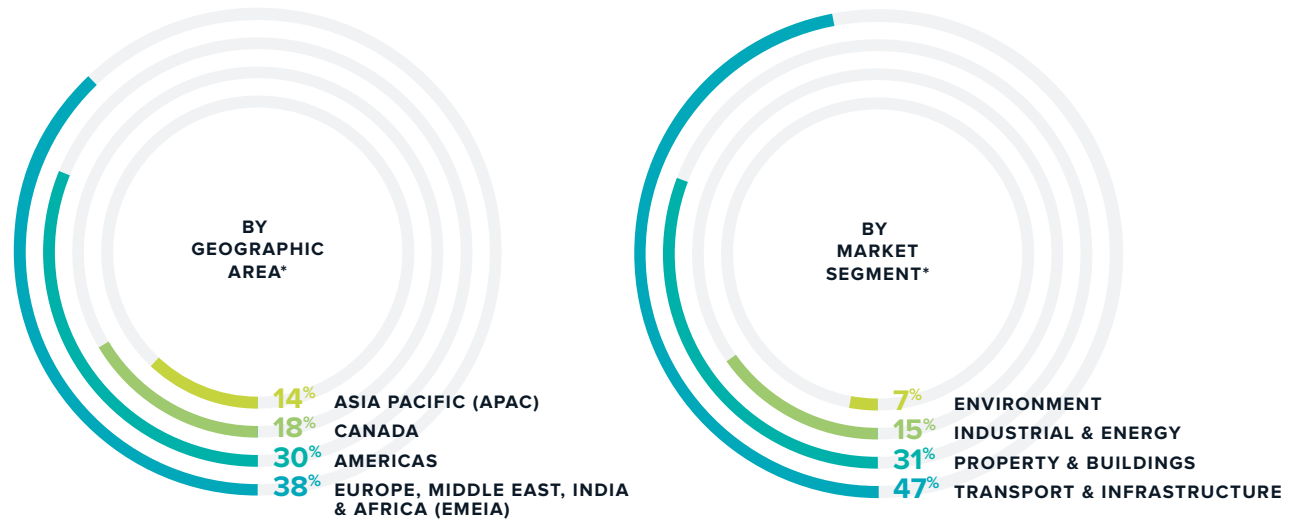 BY
GEOGRAPHIC
AREA*
14% ASIA PACIFIC (APAC)
18% CANADA
30% AMERICAS
38% EUROPE, MIDDLE EAST, INDIA
& AFRICA (EMEIA)
BY
MARKET
SEGMENT*
7% ENVIRONMENT
15% INDUSTRIAL & ENERGY
31% PROPERTY & BUILDINGS
47% TRANSPORT & INFRASTRUCTURE